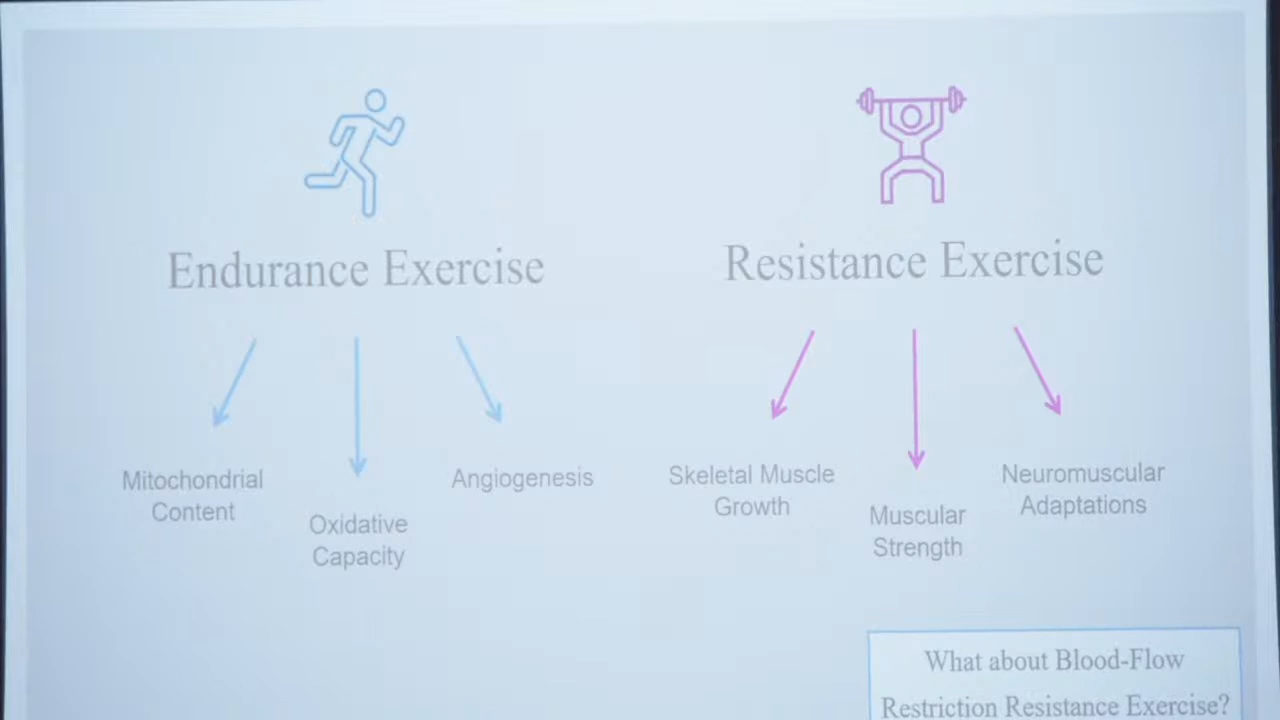 Endurance Exercise
Resistance Exercise
Mitochondrial
Content
Oxidative
Capacity
Angiogenesis
Skeletal Muscle
Growth
Muscular
Strength
Neuromuscular
Adaptations
What about Blood-Flow
Restriction Resistance Exercise?